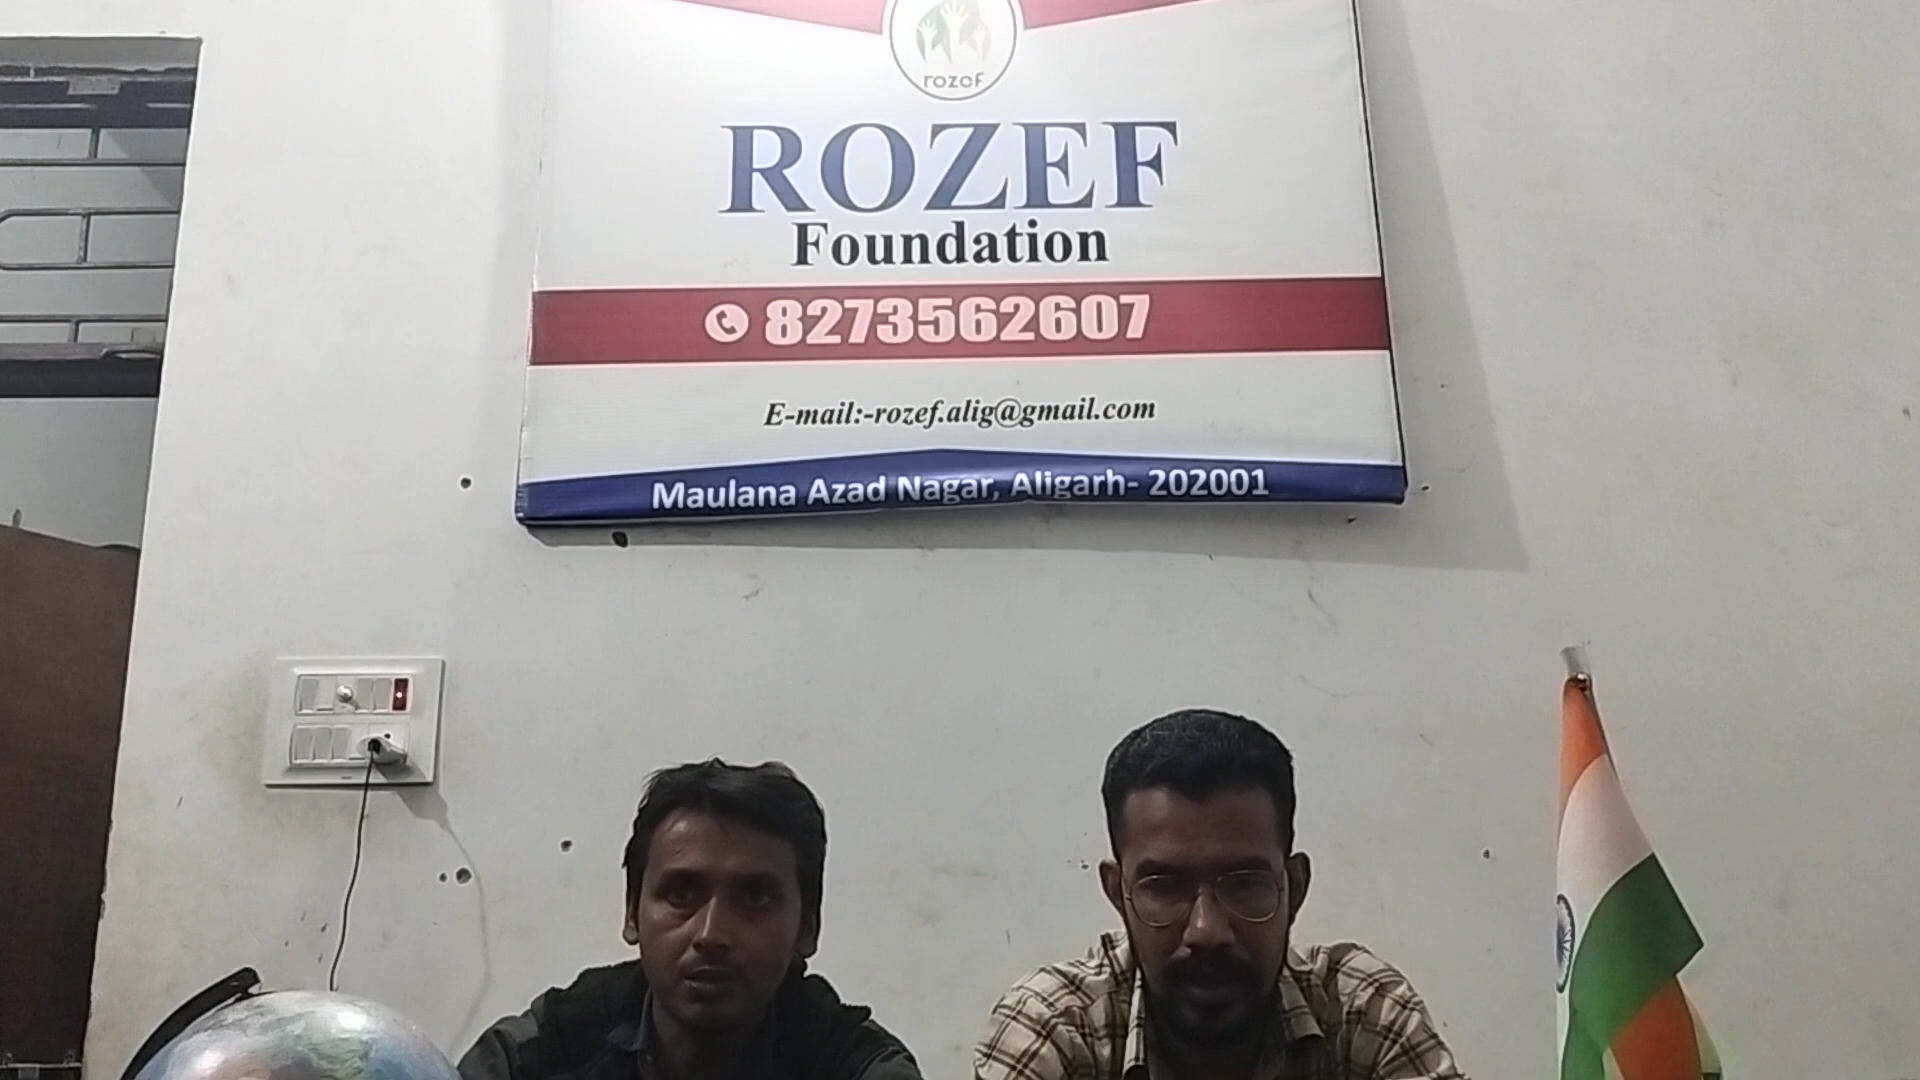 rozef
ROZEF
Foundation
8273562607
E-mail:-rozef.alig@gmail.com
Maulana Azad Nagar, Aligarh- 202001